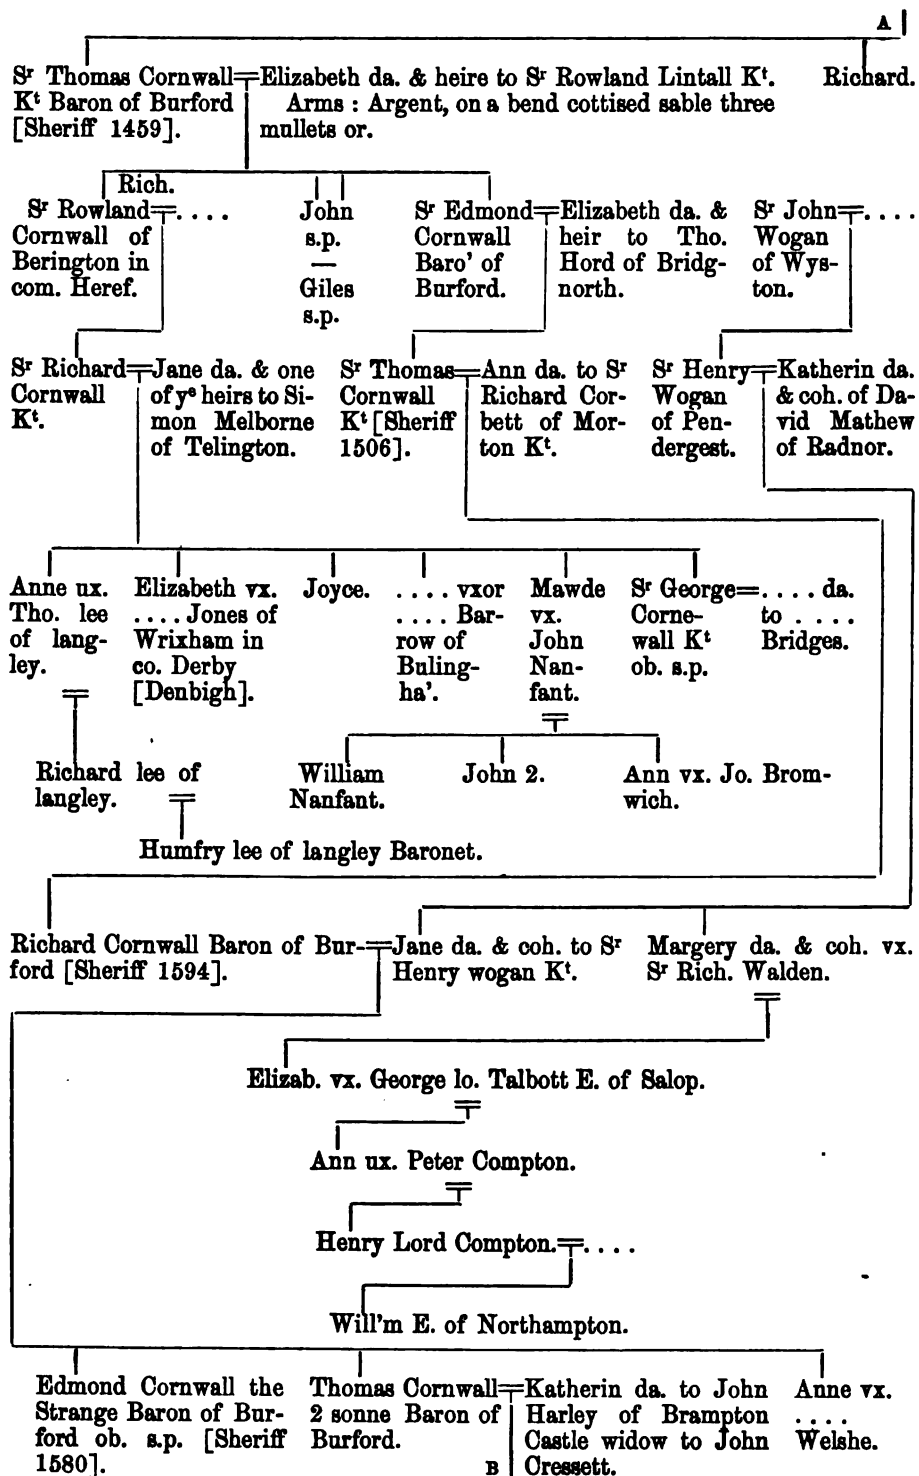 A
Sʳ Thomas Cornwall=Elizabeth da. & heire to Sʳ Rowland Lintall Kᵗ. Richard.
Kᵗ Baron of Burford Arms : Argent, on a bend cottised sable three
[Sheriff 1459]. mullets or.
Rich.
Sʳ Rowland=.... John Sʳ Edmond=Elizabeth da. & Sʳ John=....
Cornwall of s.p. Cornwall heir to Tho. Wogan
Berington in — Baro' of Hord of Bridg- of Wys-
com. Heref. Giles Burford. north. ton.
s.p.
Sʳ Richard=Jane da. & one Sʳ Thomas=Ann da. to Sʳ Sʳ Henry=Katherin da.
Cornwall of yᵉ heirs to Si- Cornwall Richard Cor- Wogan & coh. of Da-
Kᵗ. mon Melborne Kᵗ [Sheriff bett of Mor- of Pen- vid Mathew
of Telington. 1506]. ton Kᵗ. dergest. of Radnor.
Anne ux. Elizabeth vx. Joyce. .... vxor Mawde Sʳ George=.... da.
Tho. lee ....Jones of .... Bar- vx. Corne- to ....
of lang- Wrixham in row of John wall Kᵗ Bridges.
ley. co. Derby Buling- Nan- ob. s.p.
[Denbigh]. ha'. fant.
Richard lee of William John 2. Ann vx. Jo. Brom-
langley. Nanfant. wich.
Humfry lee of langley Baronet.
Richard Cornwall Baron of Bur-=Jane da. & coh. to Sʳ Margery da. & coh. vx.
ford [Sheriff 1594]. Henry wogan Kᵗ. Sʳ Rich. Walden.
Elizab. vx. George lo. Talbott E. of Salop.
Ann ux. Peter Compton.
Henry Lord Compton.=....
Will'm E. of Northampton.
Edmond Cornwall the Thomas Cornwall=Katherin da. to John Anne vx.
Strange Baron of Bur- 2 sonne Baron of Harley of Brampton ....
ford ob. s.p. [Sheriff Burford. Castle widow to John Welshe.
1580]. B Cressett.